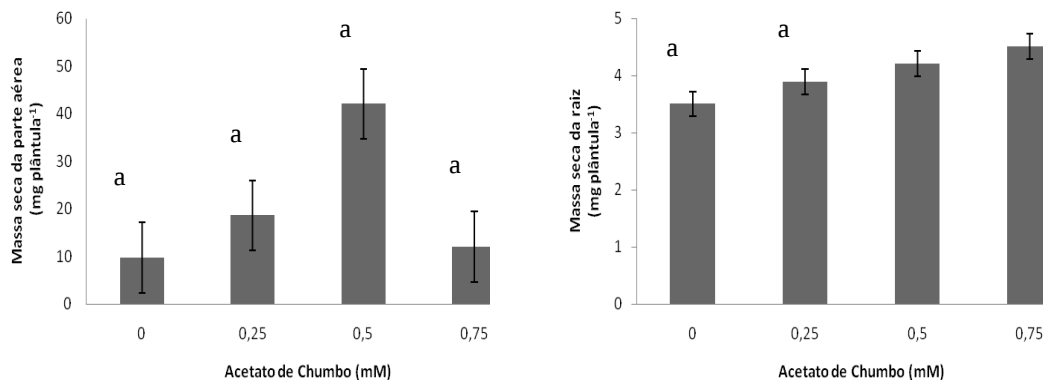 Massa seca da parte aérea
(mg plântula-1)
60
50
40
30
20
10
0
a
a
a
a
0 0,25 0,5 0,75
Acetato de Chumbo (mM)
Massa seca da raiz
(mg plântula-1)
5
4
3
2
1
0
a
a
0 0,25 0,5 0,75
Acetato de Chumbo (mM)